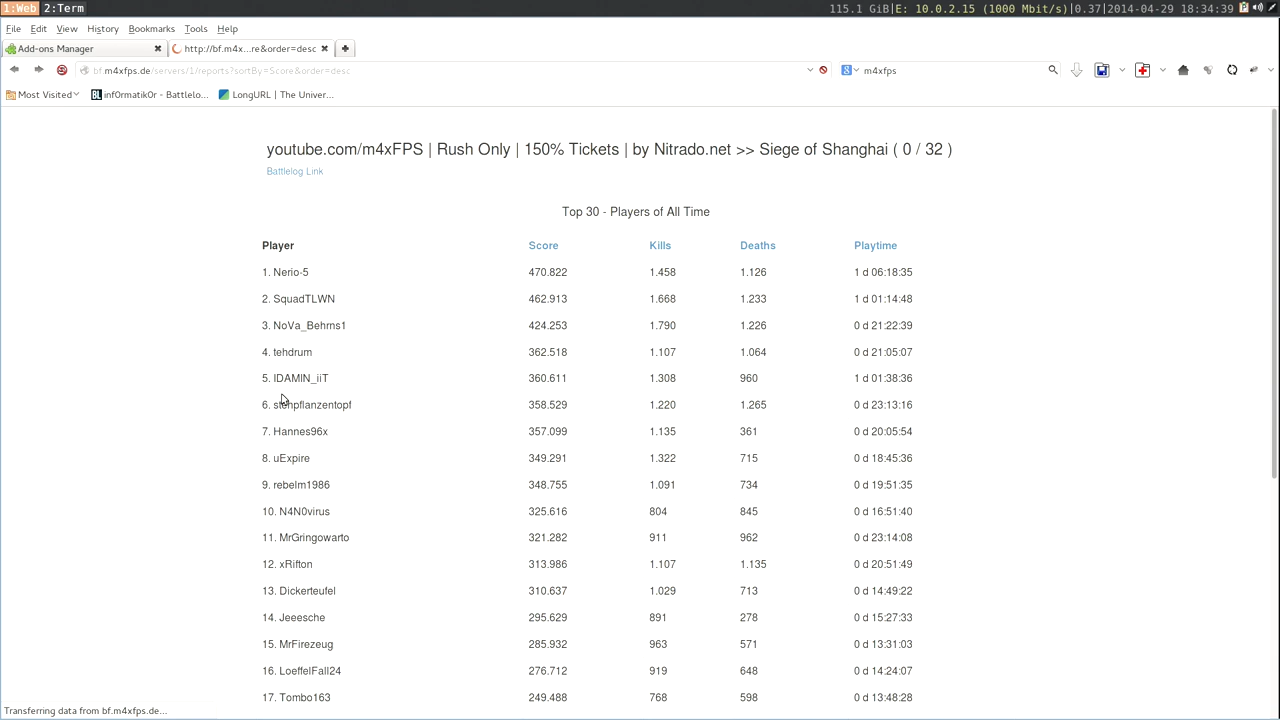 1:Web 2:Term 115.1 GiB|E: 10.0.2.15 (1000 Mbit/s)|0.37|2014-04-29 18:34:39
File Edit View History Bookmarks Tools Help
Add-ons Manager http://bf.m4x...re&order=desc
bf.m4xfps.de/servers/1/reports?sortBy=Score&order=desc m4xfps
Most Visited inf0rmatik0r - Battlelo... LongURL | The Univer...
youtube.com/m4xFPS | Rush Only | 150% Tickets | by Nitrado.net >> Siege of Shanghai ( 0 / 32 )
Battlelog Link
Top 30 - Players of All Time
Player Score Kills Deaths Playtime
1. Nerio-5 470.822 1.458 1.126 1 d 06:18:35
2. SquadTLWN 462.913 1.668 1.233 1 d 01:14:48
3. NoVa_Behrns1 424.253 1.790 1.226 0 d 21:22:39
4. tehdrum 362.518 1.107 1.064 0 d 21:05:07
5. IDAMIN_iiT 360.611 1.308 960 1 d 01:38:36
6. 358.529 1.220 1.265 0 d 23:13:16
7. Hannes96x 357.099 1.135 361 0 d 20:05:54
8. uExpire 349.291 1.322 715 0 d 18:45:36
9. rebelm1986 348.755 1.091 734 0 d 19:51:35
10. N4N0virus 325.616 804 845 0 d 16:51:40
11. MrGringowarto 321.282 911 962 0 d 23:14:08
12. xRifton 313.986 1.107 1.135 0 d 20:51:49
13. Dickerteufel 310.637 1.029 713 0 d 14:49:22
14. Jeeesche 295.629 891 278 0 d 15:27:33
15. MrFirezeug 285.932 963 571 0 d 13:31:03
16. LoeffelFall24 276.712 919 648 0 d 14:24:07
17. Tombo163 249.488 768 598 0 d 13:48:28
Transferring data from bf.m4xfps.de...